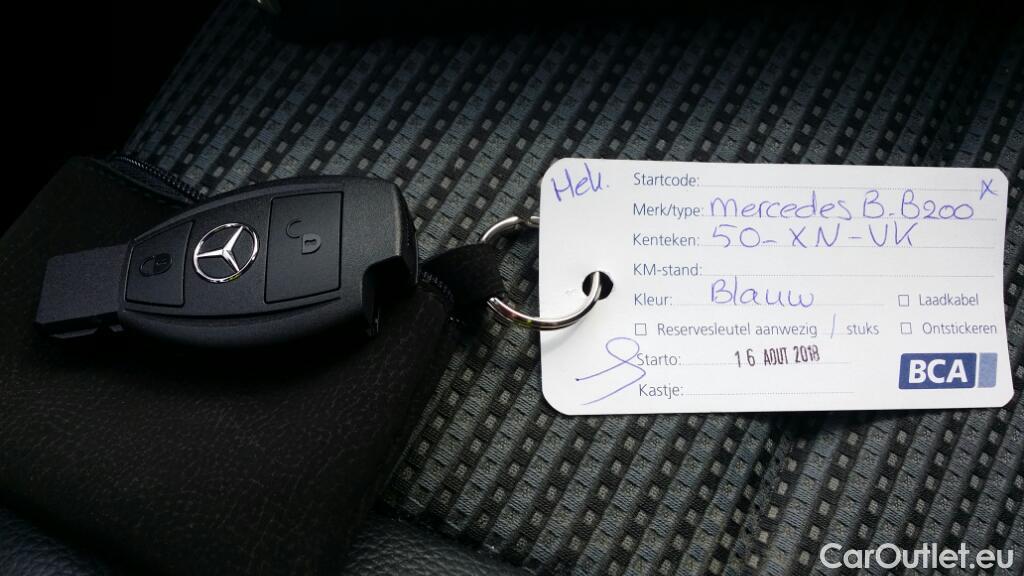 Mek.
Startcode: x
Merk/type: Mercedes B-B200
Kenteken: 50-XN-VK
KM-stand:
Kleur: Blauw
Laadkabel
Reservesleutel aanwezig / stuks
Ontstickeren
Starto: 16 AOUT 2018
Kastje:
BCA
CarOutlet.eu